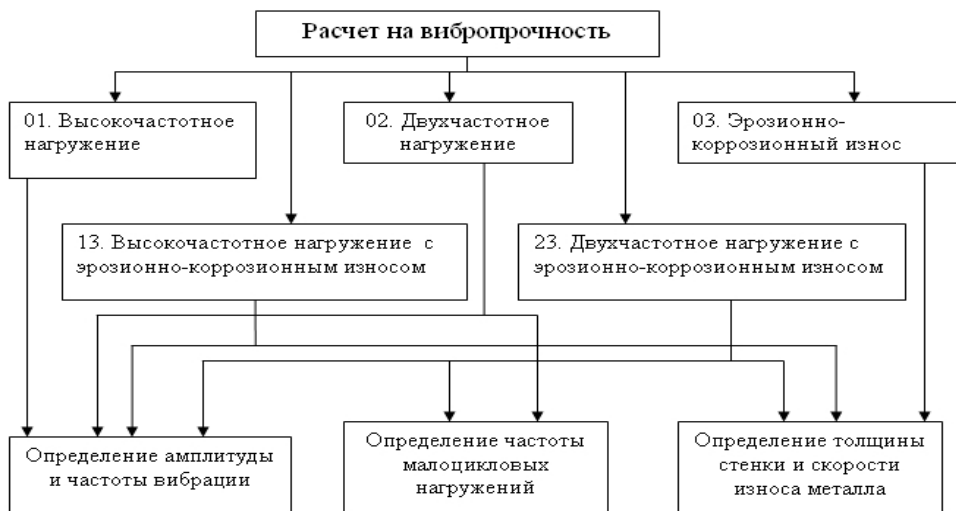 Расчет на вибропрочность
01. Высокочастотное
нагружение
02. Двухчастотное
нагружение
03. Эрозионно-
коррозионный износ
13. Высокочастотное нагружение с
эрозионно-коррозионным износом
23. Двухчастотное нагружение с
эрозионно-коррозионным износом
Определение амплитуды
и частоты вибрации
Определение частоты
малоцикловых
нагружений
Определение толщины
стенки и скорости
износа металла